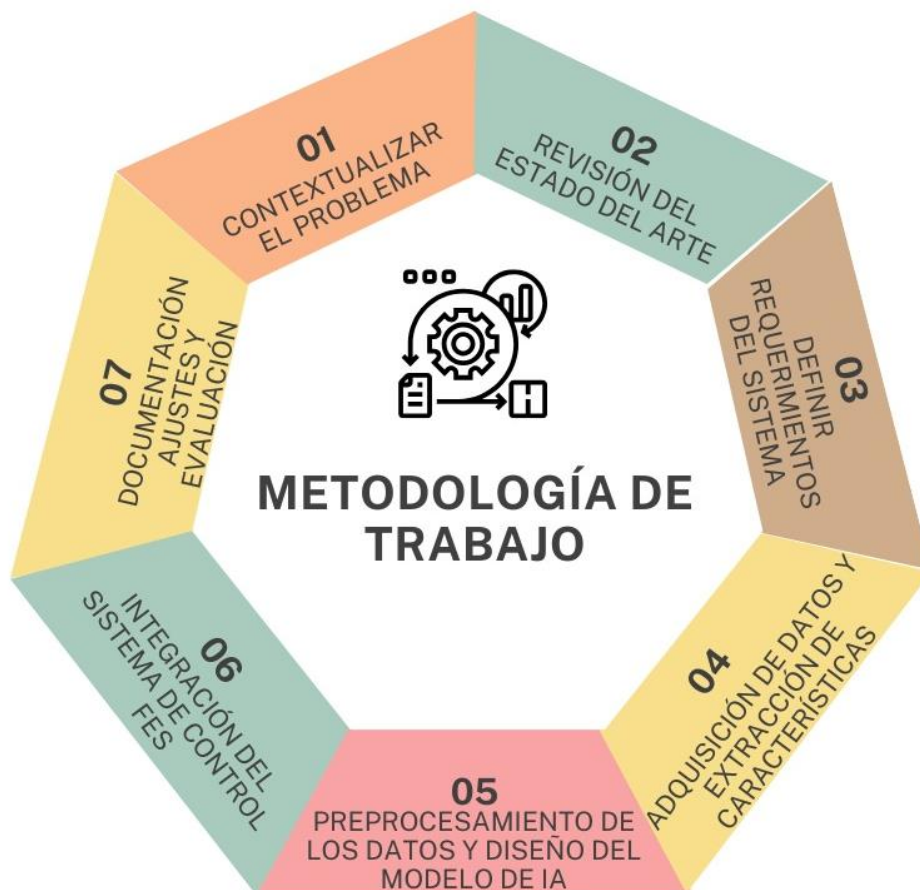 01
CONTEXTUALIZAR
EL PROBLEMA
02
REVISIÓN DEL
ESTADO DEL ARTE
03
DEFINIR
REQUERIMIENTOS
DEL SISTEMA
04
ADQUISICIÓN DE DATOS Y
EXTRACCIÓN DE
CARACTERÍSTICAS
05
PREPROCESAMIENTO DE
LOS DATOS Y DISEÑO DEL
MODELO DE IA
06
INTEGRACIÓN DEL
SISTEMA DE CONTROL
FES
07
DOCUMENTACIÓN
AJUSTES Y
EVALUACIÓN
METODOLOGÍA DE
TRABAJO